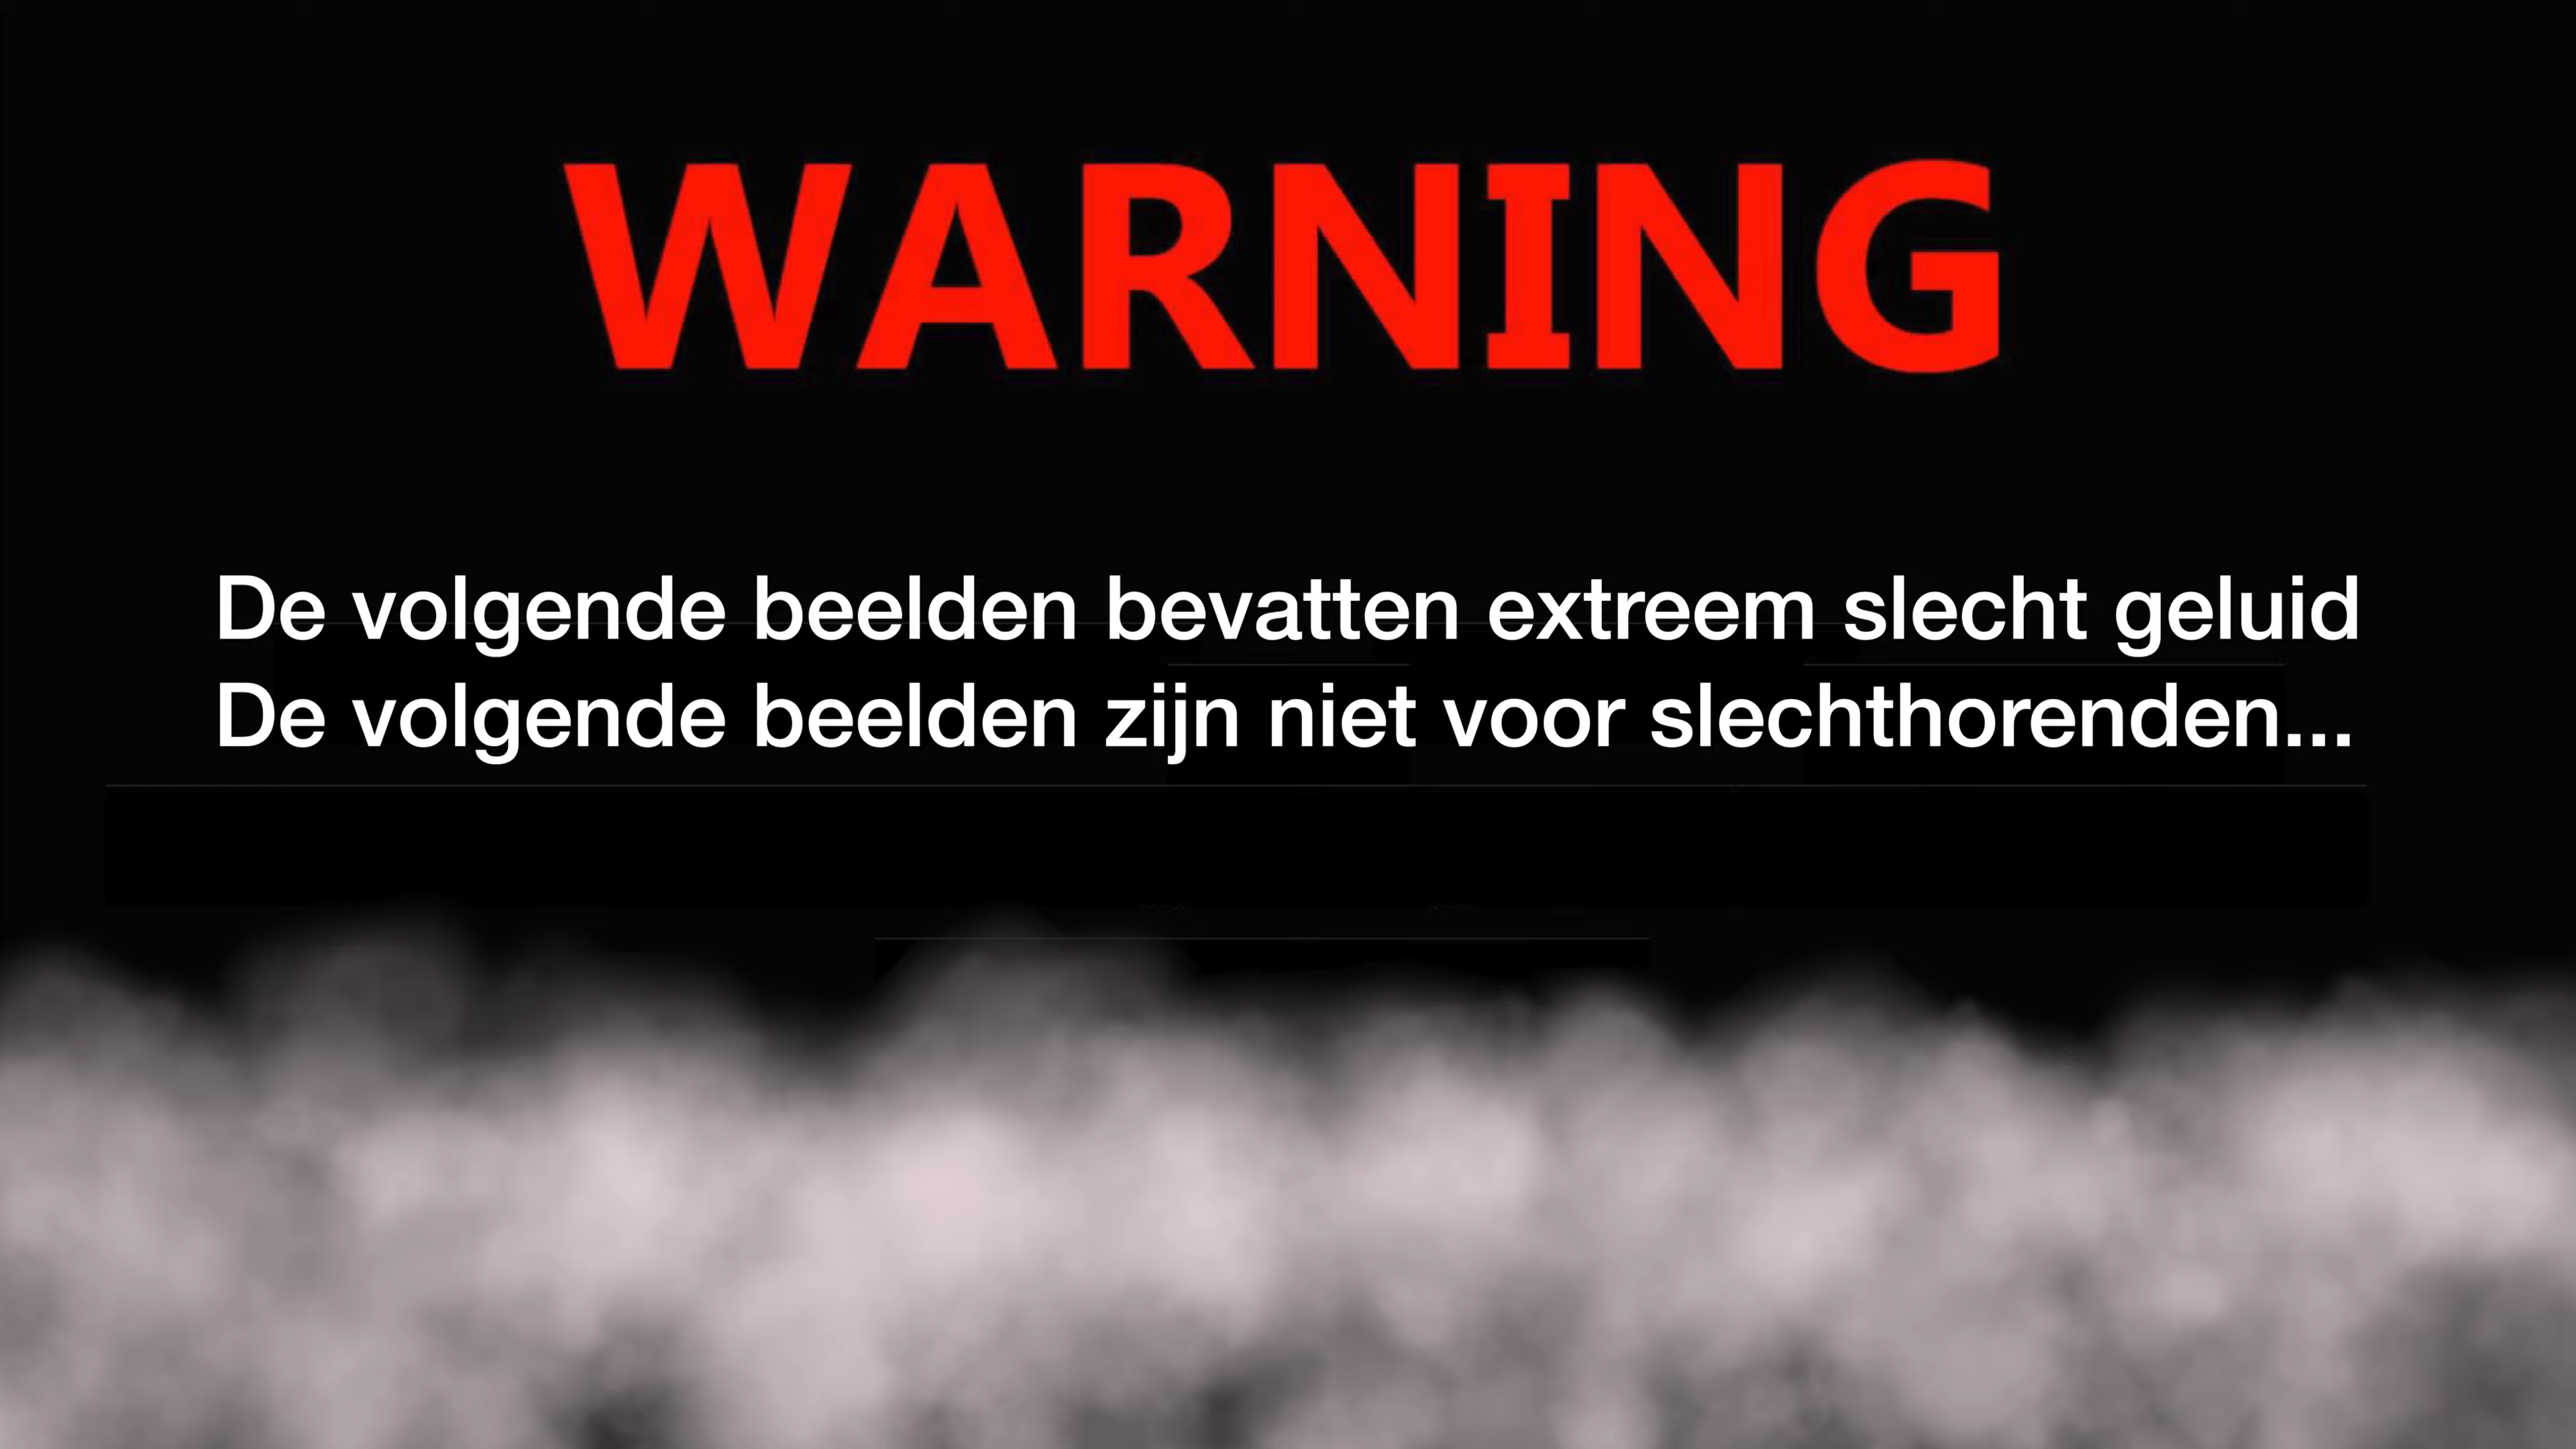 WARNING
De volgende beelden bevatten extreem slecht geluid
De volgende beelden zijn niet voor slechthorenden...